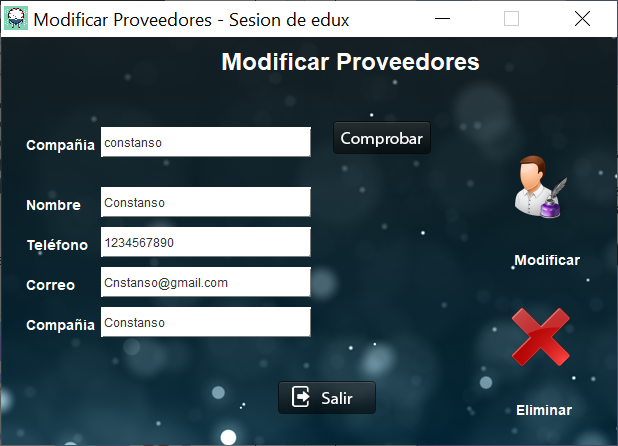 Modificar Proveedores - Sesion de edux
Modificar Proveedores
Compañia constanso Comprobar
Nombre Constanso
Teléfono 1234567890
Correo Cnstanso@gmail.com
Compañia Constanso
Modificar
Salir
Eliminar